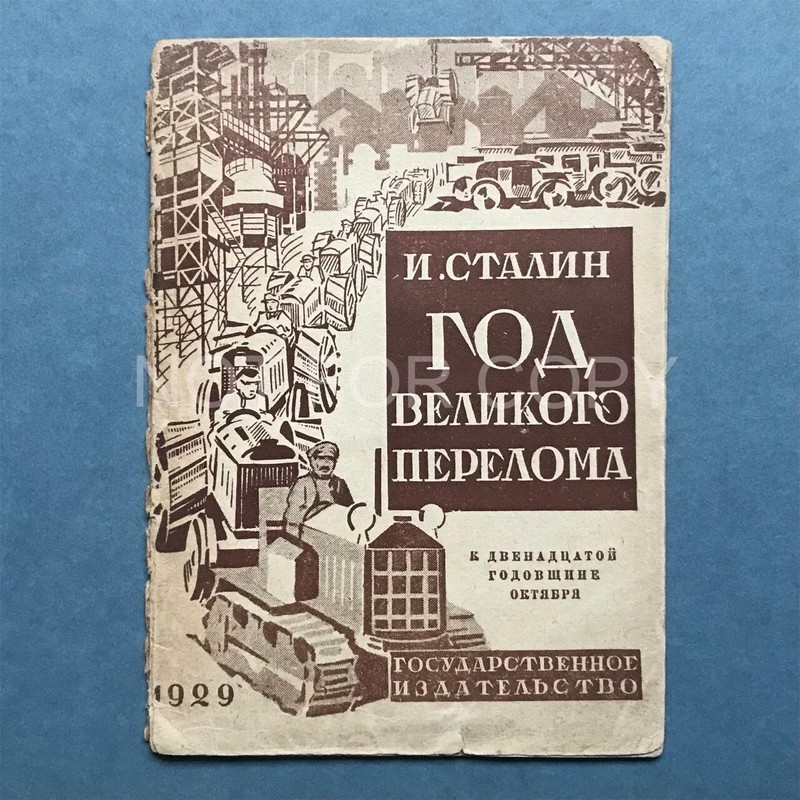 И. СТАЛИН
ГОД
ВЕЛИКОГО
ПЕРЕЛОМА
К ДВЕНАДЦАТОЙ
ГОДОВЩИНЕ
ОКТЯБРЯ
ГОСУДАРСТВЕННОЕ
ИЗДАТЕЛЬСТВО
1929
NOT FOR COPY